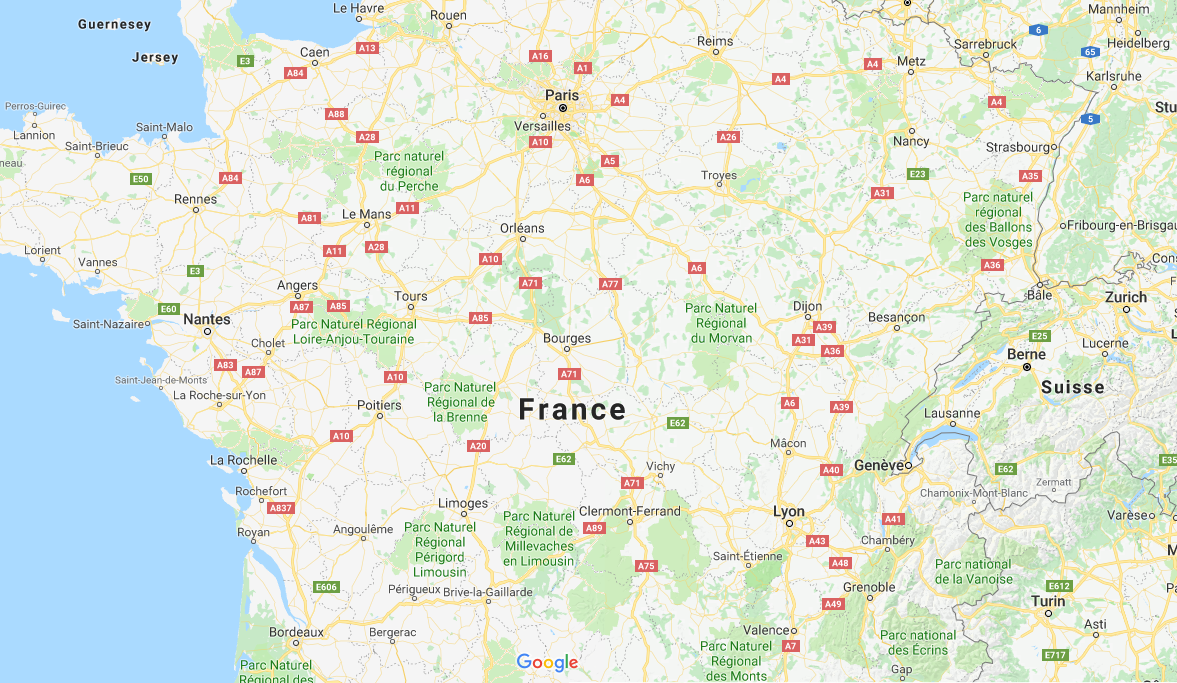 Guernesey
Le Havre
Rouen
Mannheim
Jersey
Caen
A13
A16
Reims
Sarrebruck
6
65
Heidelberg
E3
A84
A1
A4
A4
Metz
Karlsruhe
Perros-Guirec
Lannion
A88
Paris
A4
A4
5
Stu
Saint-Malo
Versailles
Saint-Brieuc
A28
A10
A26
Nancy
Strasbourg
neau
E50
A84
Parc naturel
régional
du Perche
A5
A6
Troyes
E23
A35
A31
Rennes
A81
Le Mans
A11
Parc naturel
régional
des Ballons
des Vosges
Fribourg-en-Brisgau
Orléans
Lorient
Vannes
A11
A28
A10
A6
A36
Cons
E3
Angers
A71
A77
Bâle
Zurich
E60
A87
A85
Tours
A85
Parc Naturel
Régional
du Morvan
Dijon
Besançon
Saint-Nazaire
Nantes
Parc Naturel Régional
Loire-Anjou-Touraine
A39
A31
A36
E25
Cholet
Bourges
Berne
Lucerne
A83
A87
A10
A71
Suisse
Saint-Jean-de-Monts
La Roche-sur-Yon
Parc Naturel
Régional de
la Brenne
Poitiers
France
A6
A39
Lausanne
A10
A20
E62
E62
Mâcon
La Rochelle
Vichy
A40
Genève
E62
E35
Rochefort
A71
Chamonix-Mont-Blanc
Zermatt
A837
Limoges
Clermont-Ferrand
Lyon
A41
Varèse
Royan
Angoulême
Parc Naturel
Régional
Périgord
Limousin
Parc Naturel
Régional de
Millevaches
en Limousin
A89
A43
Chambéry
M
Saint-Étienne
A48
A75
Parc national
de la Vanoise
E606
Périgueux
Brive-la-Gaillarde
Grenoble
E612
Pa
A49
Turin
Bordeaux
Bergerac
Valence
Asti
A7
Parc national
des Écrins
Parc Naturel
Régional des
Google
Parc Naturel
Régional
des Monts
E717
Gap